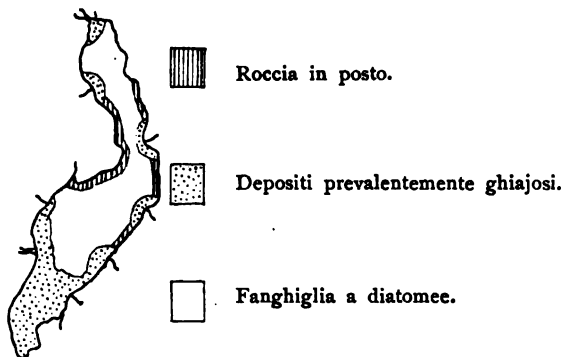 Roccia in posto.
Depositi prevalentemente ghiajosi.
Fanghiglia a diatomee.